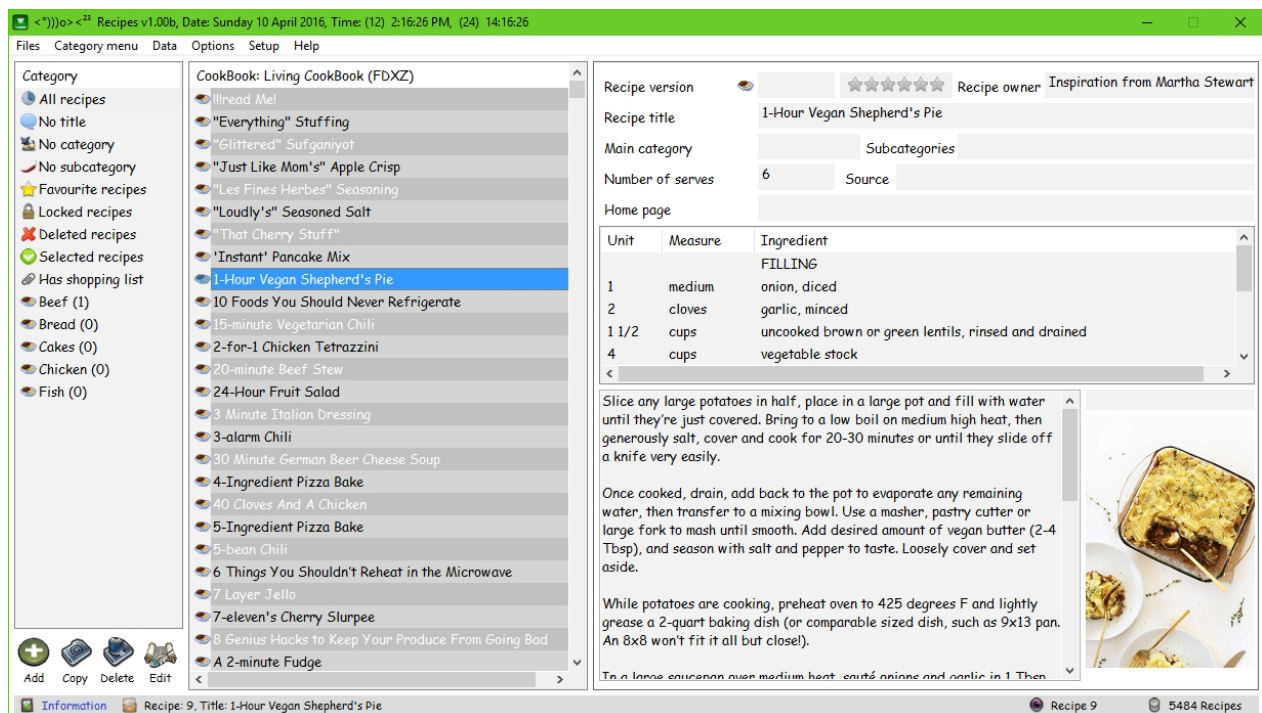 <°)))o><²³ Recipes v1.00b, Date: Sunday 10 April 2016, Time: (12) 2:16:26 PM, (24) 14:16:26
Files Category menu Data Options Setup Help
Category
All recipes
No title
No category
No subcategory
Favourite recipes
Locked recipes
Deleted recipes
Selected recipes
Has shopping list
Beef (1)
Bread (0)
Cakes (0)
Chicken (0)
Fish (0)
Add Copy Delete Edit
CookBook: Living CookBook (FDXZ)
!!!read Me!
"Everything" Stuffing
"Glittered" Sufganiyot
"Just Like Mom's" Apple Crisp
"Les Fines Herbes" Seasoning
"Loudly's" Seasoned Salt
"That Cherry Stuff"
'Instant' Pancake Mix
1-Hour Vegan Shepherd's Pie
10 Foods You Should Never Refrigerate
15-minute Vegetarian Chili
2-for-1 Chicken Tetrazzini
20-minute Beef Stew
24-Hour Fruit Salad
3 Minute Italian Dressing
3-alarm Chili
30 Minute German Beer Cheese Soup
4-Ingredient Pizza Bake
40 Cloves And A Chicken
5-Ingredient Pizza Bake
5-bean Chili
6 Things You Shouldn't Reheat in the Microwave
7 Layer Jello
7-eleven's Cherry Slurpee
8 Genius Hacks to Keep Your Produce From Going Bad
A 2-minute Fudge
Recipe version Recipe owner Inspiration from Martha Stewart
Recipe title 1-Hour Vegan Shepherd's Pie
Main category Subcategories
Number of serves 6 Source
Home page
Unit Measure Ingredient
FILLING
1 medium onion, diced
2 cloves garlic, minced
1 1/2 cups uncooked brown or green lentils, rinsed and drained
4 cups vegetable stock
Slice any large potatoes in half, place in a large pot and fill with water
until they're just covered. Bring to a low boil on medium high heat, then
generously salt, cover and cook for 20-30 minutes or until they slide off
a knife very easily.
Once cooked, drain, add back to the pot to evaporate any remaining
water, then transfer to a mixing bowl. Use a masher, pastry cutter or
large fork to mash until smooth. Add desired amount of vegan butter (2-4
Tbsp), and season with salt and pepper to taste. Loosely cover and set
aside.
While potatoes are cooking, preheat oven to 425 degrees F and lightly
grease a 2-quart baking dish (or comparable sized dish, such as 9x13 pan.
An 8x8 won't fit it all but close!).
In a large saucepan over medium heat, sauté onions and garlic in 1 Tbsp
Information Recipe: 9, Title: 1-Hour Vegan Shepherd's Pie Recipe 9 5484 Recipes